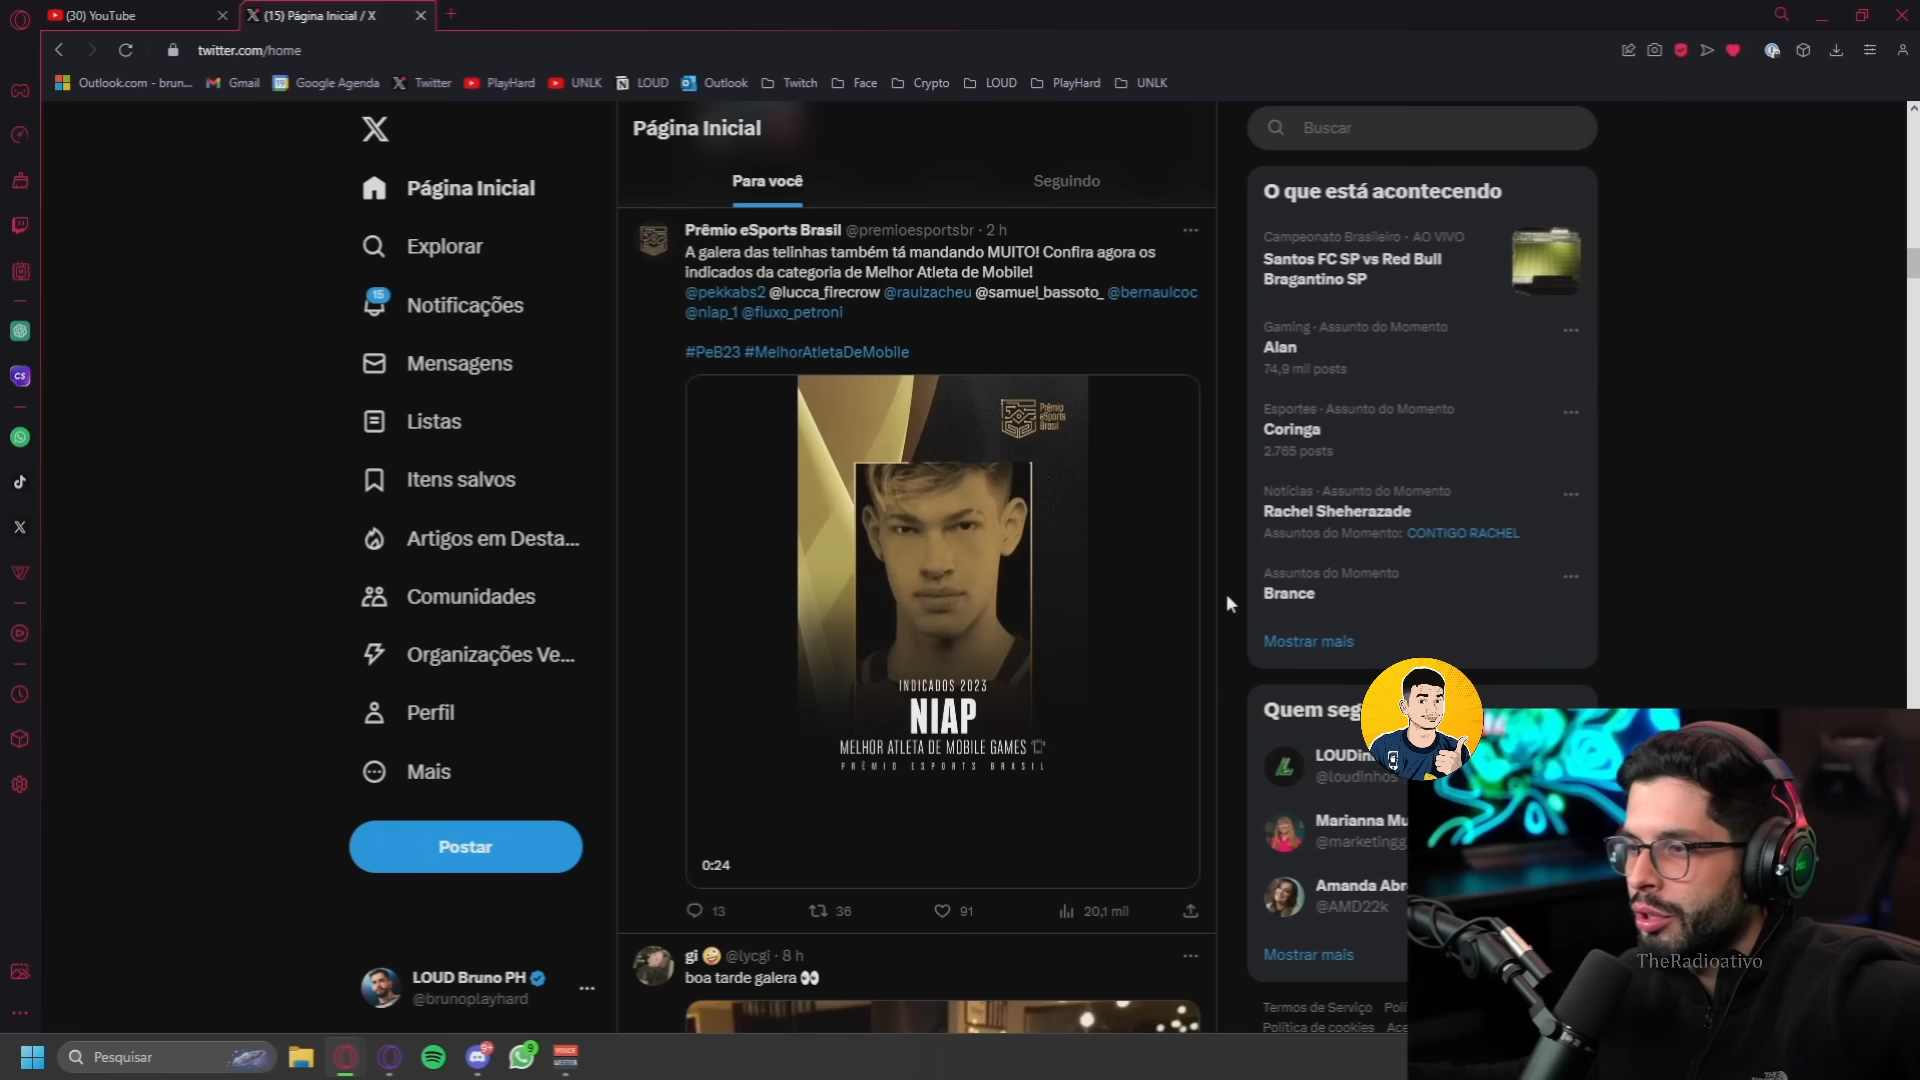 (30) YouTube
(15) Página Inicial / X
twitter.com/home
Outlook.com - brun...
Gmail
Google Agenda
Twitter
PlayHard
UNLK
LOUD
Outlook
Twitch
Face
Crypto
LOUD
PlayHard
UNLK
Página Inicial
Explorar
15
Notificações
Mensagens
Listas
Itens salvos
Artigos em Desta...
Comunidades
Organizações Ve...
Perfil
Mais
Postar
LOUD Bruno PH
@brunoplayhard
Página Inicial
Para você
Seguindo
Prêmio eSports Brasil @premioesportsbr · 2 h
A galera das telinhas também tá mandando MUITO! Confira agora os
indicados da categoria de Melhor Atleta de Mobile!
@pekkabs2 @lucca_firecrow @raulzacheu @samuel_bassoto_ @bernaulcoc
@niap_1 @fluxo_petroni
#PeB23 #MelhorAtletaDeMobile
Prêmio
eSports
Brasil
INDICADOS 2023
NIAP
MELHOR ATLETA DE MOBILE GAMES
PRÊMIO ESPORTS BRASIL
0:24
13
36
91
20,1 mil
gi @lycgi · 8 h
boa tarde galera
Buscar
O que está acontecendo
Campeonato Brasileiro · AO VIVO
Santos FC SP vs Red Bull
Bragantino SP
Gaming · Assunto do Momento
Alan
74,9 mil posts
Esportes · Assunto do Momento
Coringa
2.765 posts
Notícias · Assunto do Momento
Rachel Sheherazade
Assuntos do Momento: CONTIGO RACHEL
Assuntos do Momento
Brance
Mostrar mais
Quem seg
LOUDin
@loudinhos
Marianna Mu
@marketingg
Amanda Abr
@AMD22k
Mostrar mais
Termos de Serviço Polí
Política de cookies Ace
TheRadioativo
CS
Pesquisar
9+
9